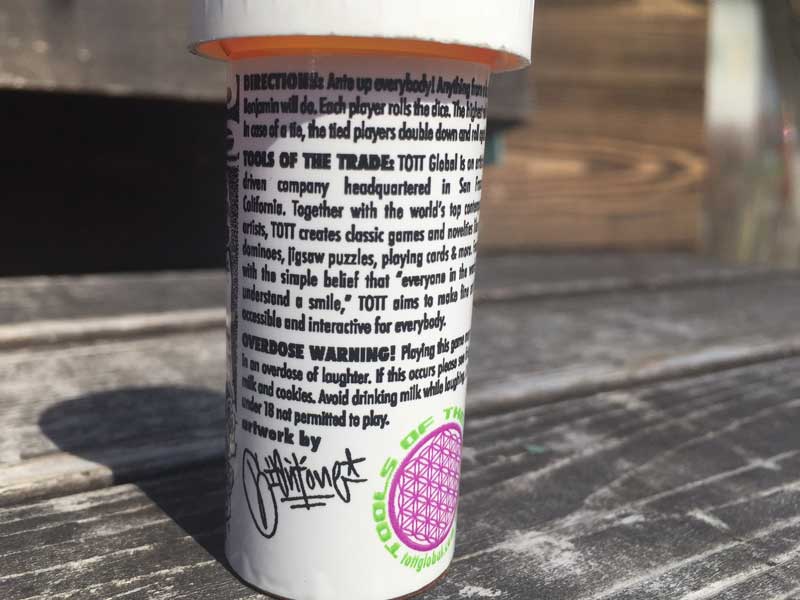 DIRECTIONS: Ante up everybody! Anything from
Benjamin will do. Each player rolls the dice. The highest
In case of a tie, the tied players double down and roll
TOOLS OF THE TRADE: TOTT Global is an
driven company headquartered in San
California. Together with the world's top
artists, TOTT creates classic games and novelties
dominoes, jigsaw puzzles, playing cards & more.
with the simple belief that "everyone in the
understand a smile," TOTT aims to make fine
accessible and interactive for everybody.
OVERDOSE WARNING! Playing this game
in an overdose of laughter. If this occurs please
milk and cookies. Avoid drinking milk while laughing.
under 18 not permitted to play.
artwork by
TOOLS OF THE
tottglobal.